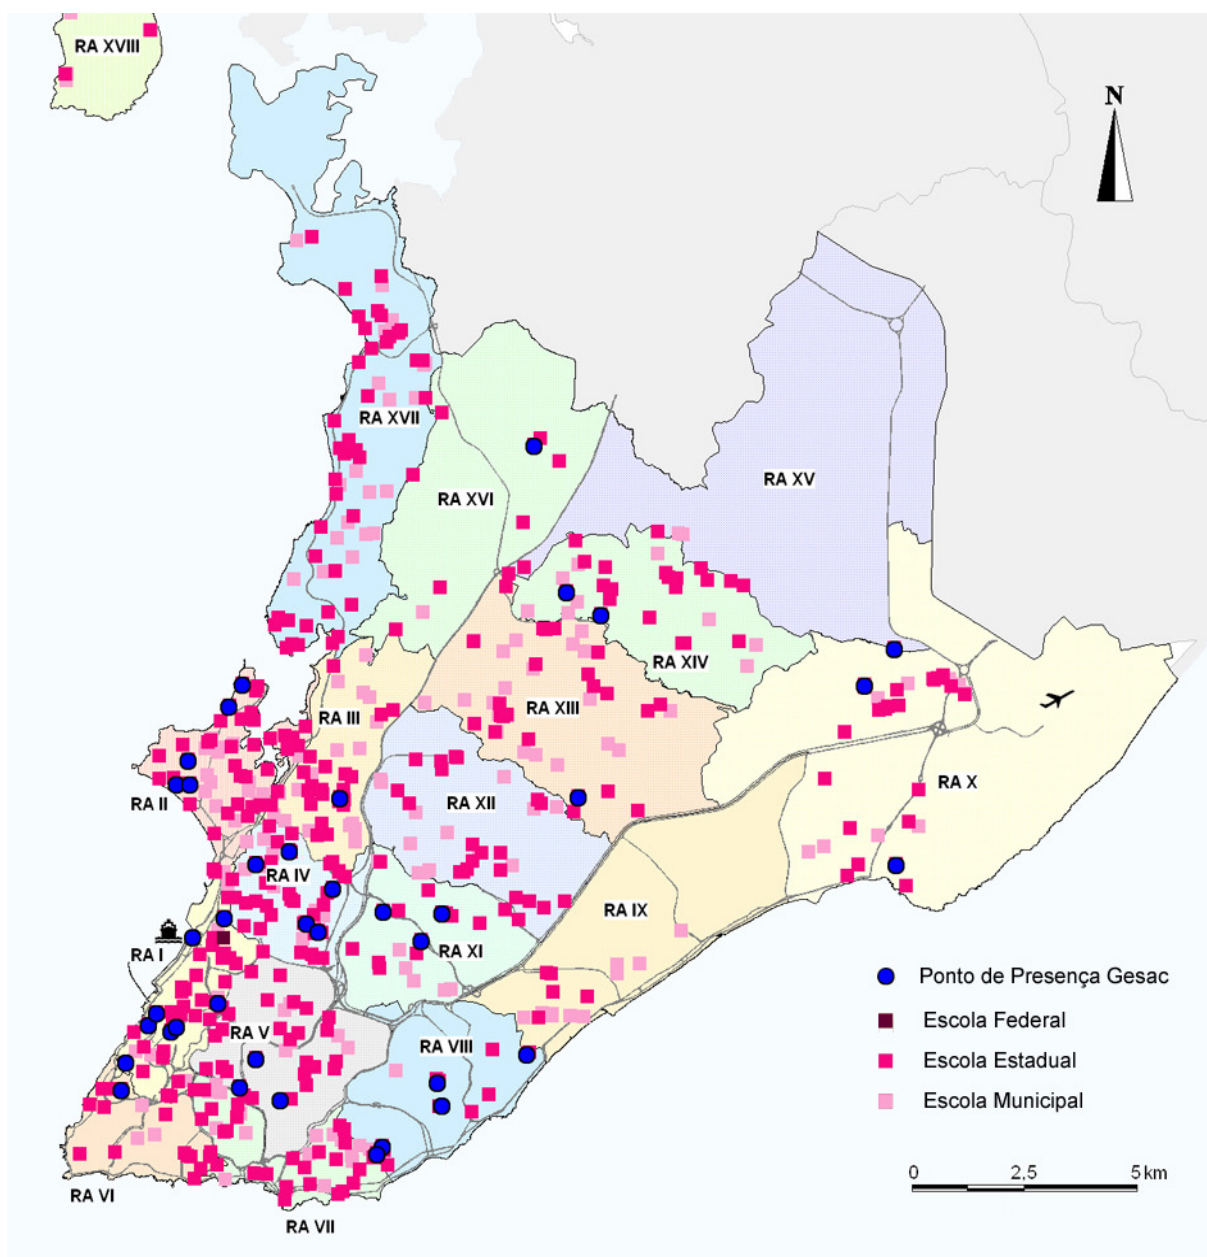 RA XVIII
N
RA XVII
RA XVI
RA XV
RA XIV
RA III
RA XIII
RA X
RA II
RA XII
RA IV
RA IX
RA I
RA XI
RA V
RA VIII
RA VI
RA VII
Ponto de Presença Gesac
Escola Federal
Escola Estadual
Escola Municipal
0 2,5 5 km